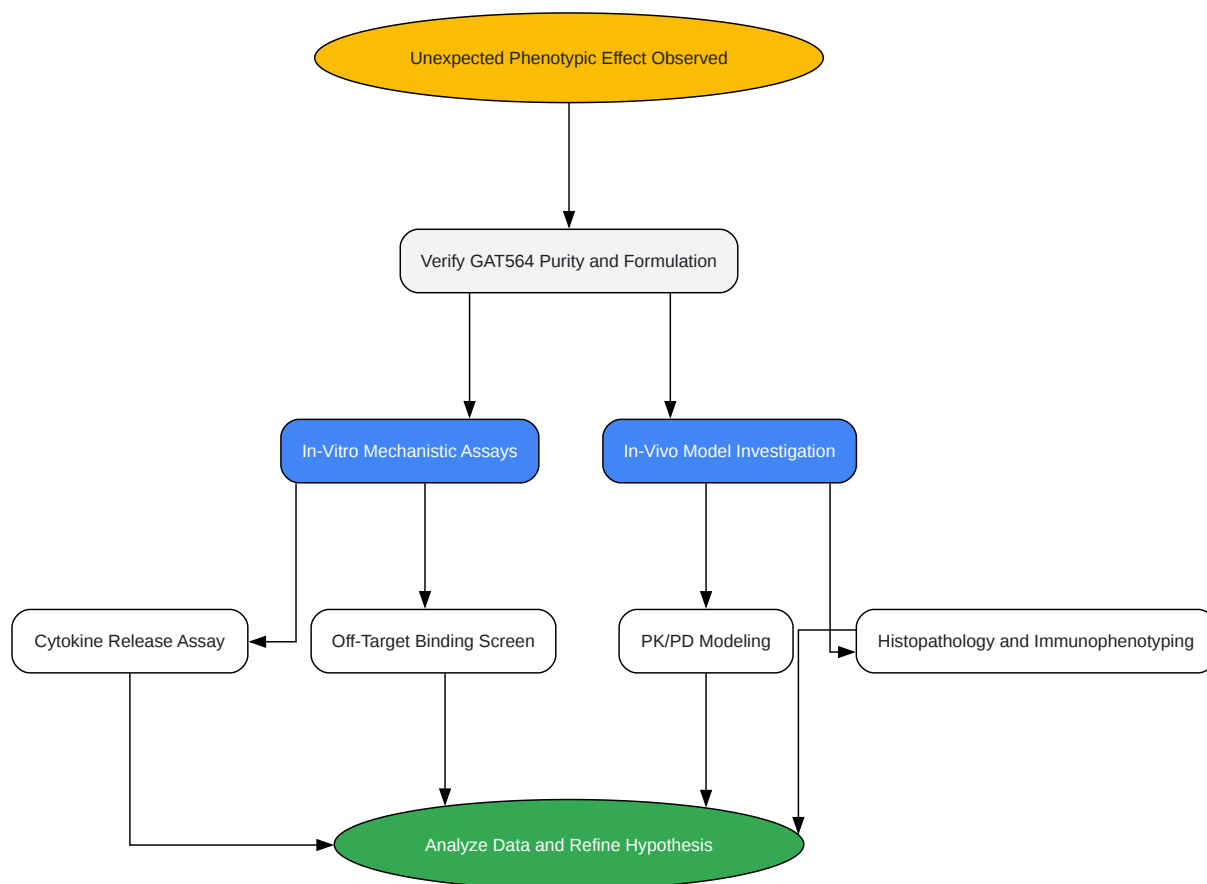 Unexpected Phenotypic Effect Observed
Verify GAT564 Purity and Formulation
In-Vitro Mechanistic Assays
In-Vivo Model Investigation
Cytokine Release Assay
Off-Target Binding Screen
PK/PD Modeling
Histopathology and Immunophenotyping
Analyze Data and Refine Hypothesis